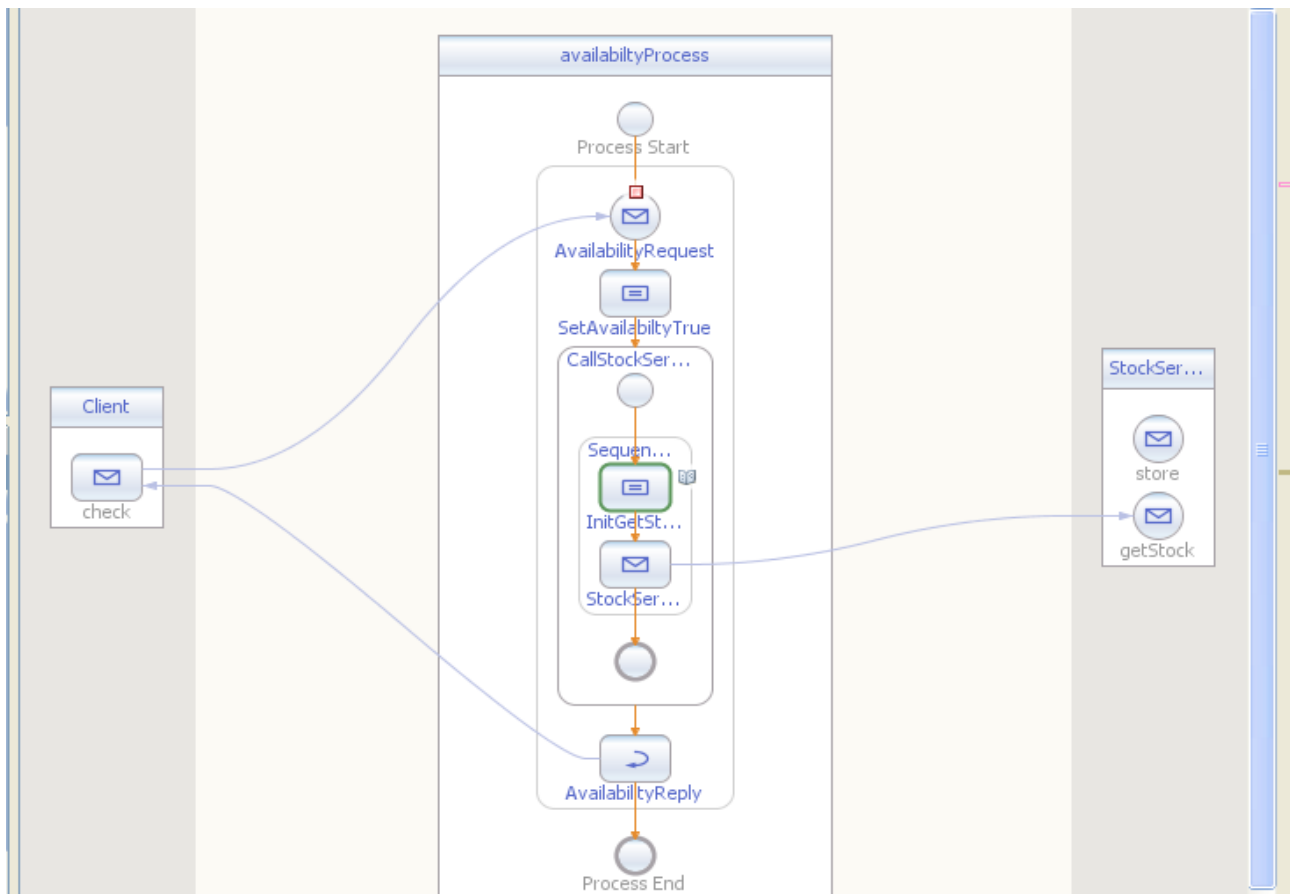 availabiltyProcess
Process Start
AvailabilityRequest
SetAvailabiltyTrue
CallStockSer...
Sequen...
InitGetSt...
StockSer...
AvailabiltyReply
Process End
Client
check
StockSer...
store
getStock